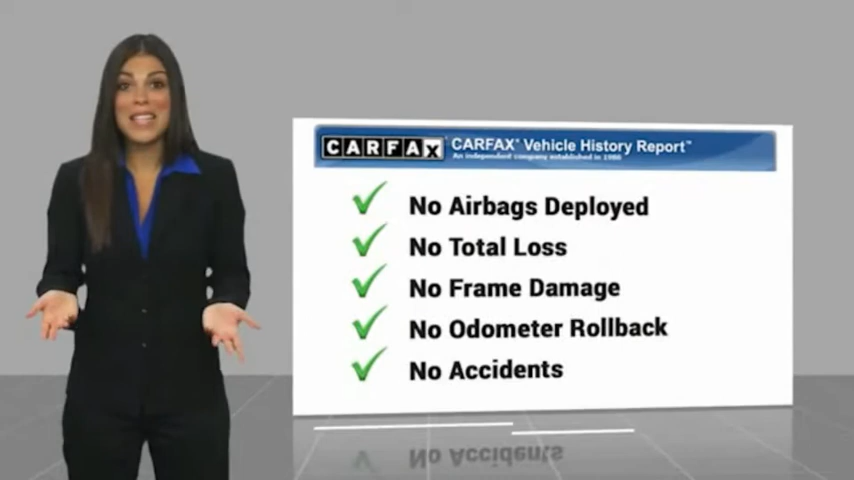 CARFAX CARFAX® Vehicle History Report™
An independent company established in 1986
No Airbags Deployed
No Total Loss
No Frame Damage
No Odometer Rollback
No Accidents
No Accidents